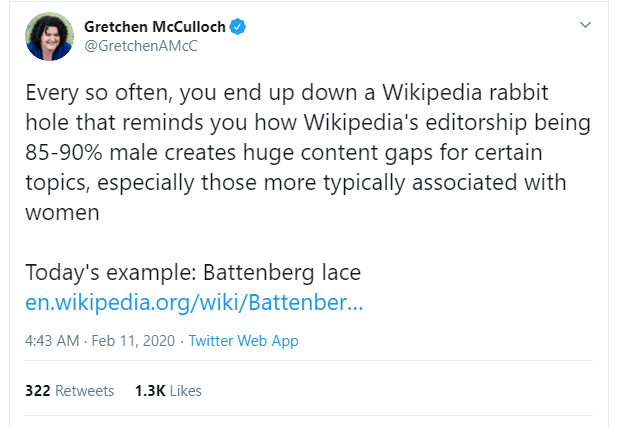 Gretchen McCulloch
@GretchenAMcC
Every so often, you end up down a Wikipedia rabbit
hole that reminds you how Wikipedia's editorship being
85-90% male creates huge content gaps for certain
topics, especially those more typically associated with
women
Today's example: Battenberg lace
en.wikipedia.org/wiki/Battenber...
4:43 AM · Feb 11, 2020 · Twitter Web App
322 Retweets 1.3K Likes